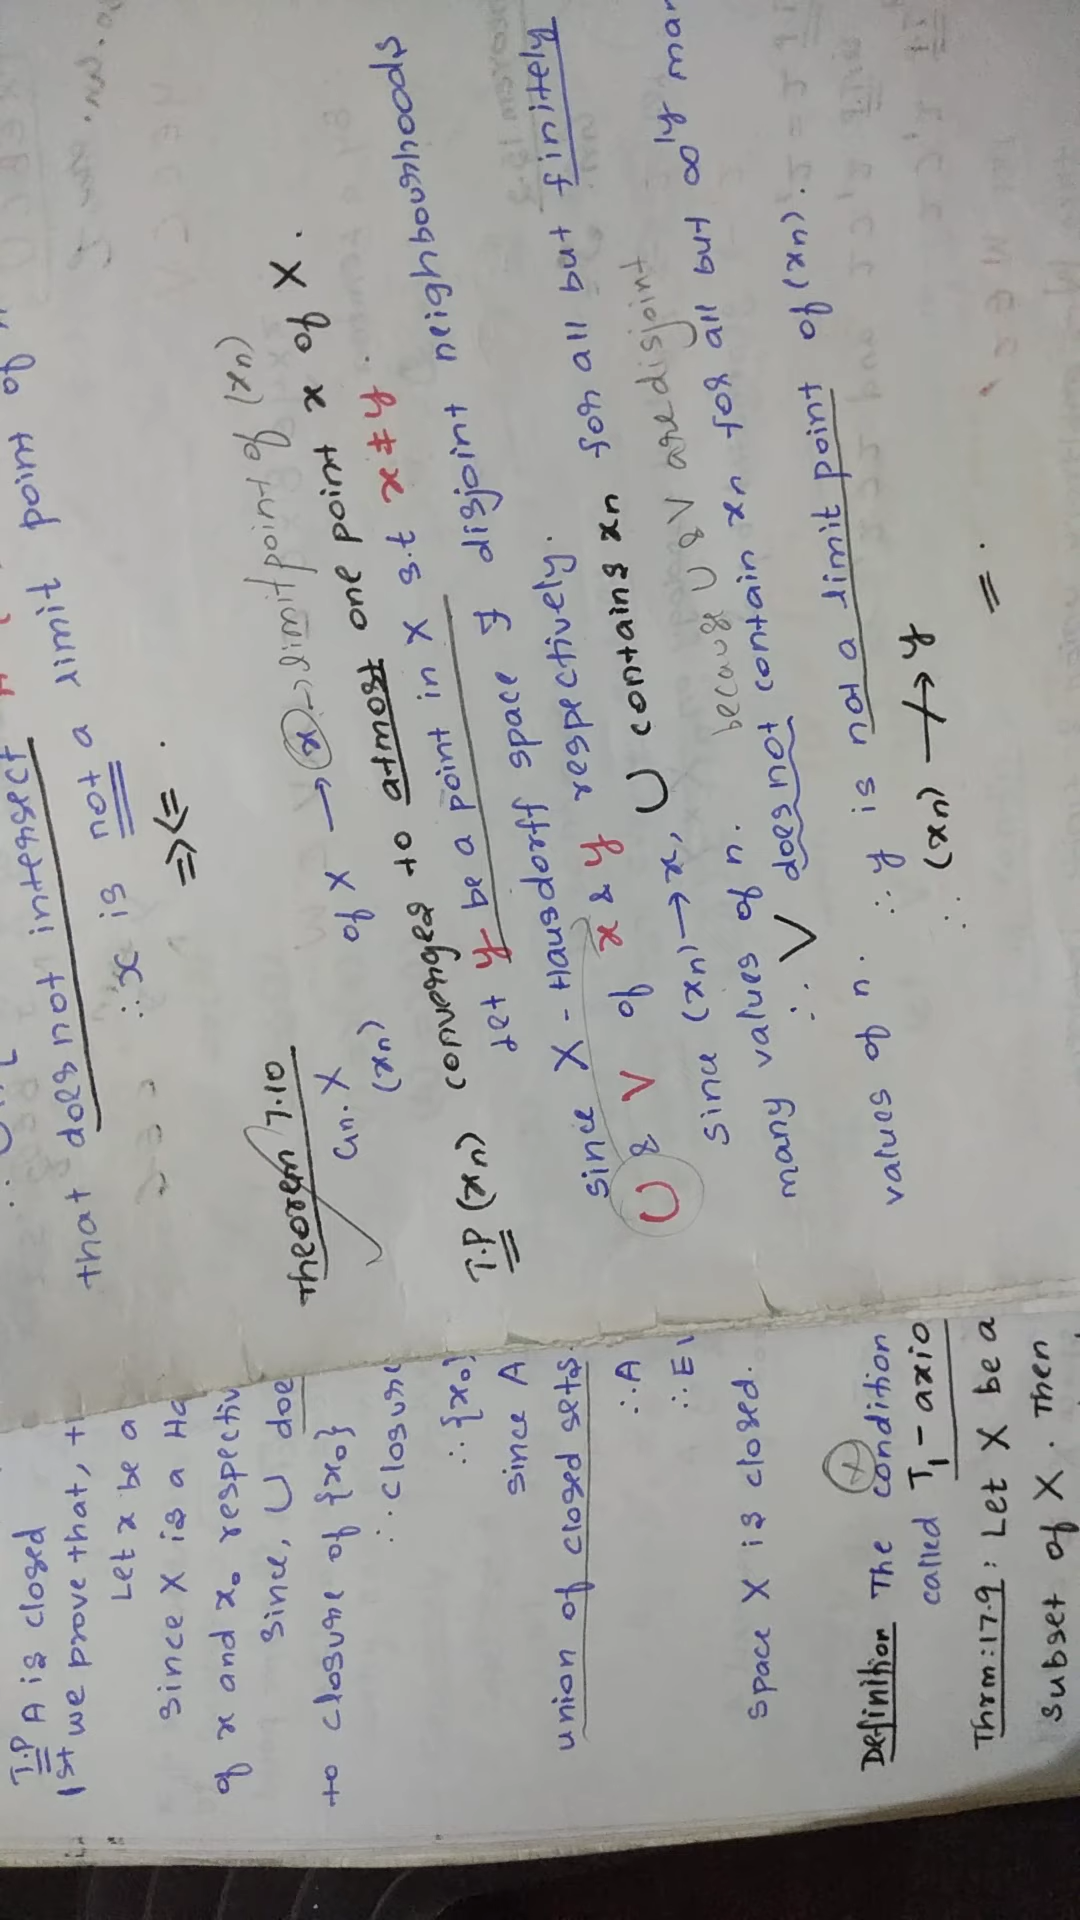 that does not intersect
∴ x is not a limit point of
⇒⇐.
Theorem 7.10
Gn. X
(xn) of X → x → limit point of (xn)
T.P (xn) converges to atmost one point x of X.
Let y be a point in X s.t x ≠ y.
Since X - Hausdorff space ∃ disjoint neighbourhoods
U & V of x & y respectively.
Since (xn) → x, U contains xn for all but finitely
many values of n. because U & V are disjoint
∴ V does not contain xn for all but ∞'ly man
values of n. ∴ y is not a limit point of (xn).
∴ (xn) ↛ y
=.
T.P A is closed
1st we prove that,
Let x be a
Since X is a Ha
of x and x₀ respectiv
Since, U doe
to closure of {x₀}
∴ closure
∴ {x₀}
Since A
union of closed sets.
∴ A
∴ E
space X is closed.
Definition The condition
called T₁ - axio
Thrm: 17.9: Let X be a
subset of X. Then